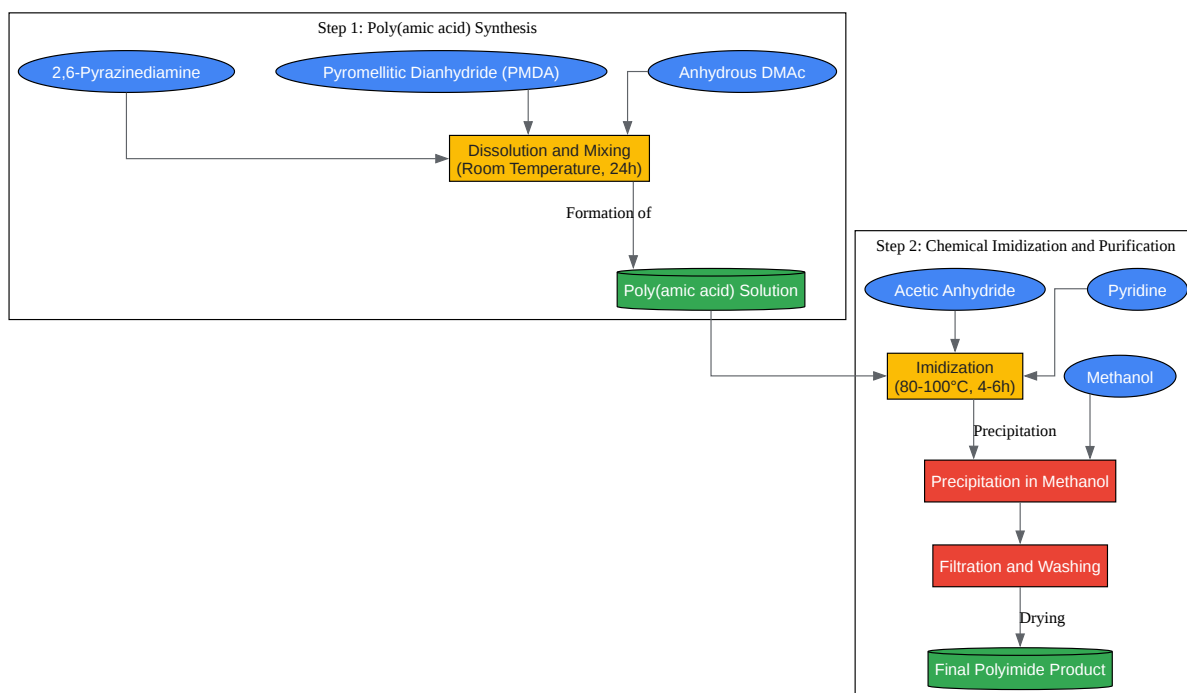 Step 1: Poly(amic acid) Synthesis
2,6-Pyrazinediamine
Pyromellitic Dianhydride (PMDA)
Anhydrous DMAc
Dissolution and Mixing
(Room Temperature, 24h)
Formation of
Poly(amic acid) Solution
Step 2: Chemical Imidization and Purification
Acetic Anhydride
Pyridine
Imidization
(80-100°C, 4-6h)
Methanol
Precipitation
Precipitation in Methanol
Filtration and Washing
Drying
Final Polyimide Product